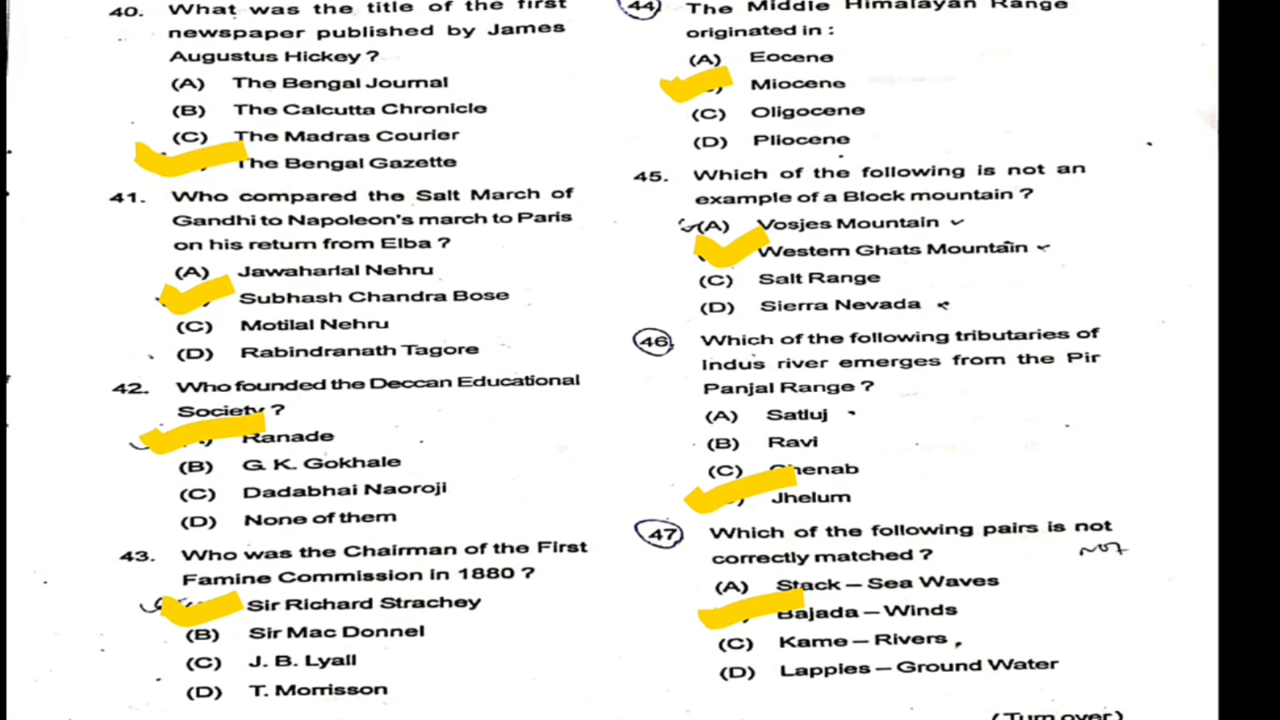 40. What was the title of the first
newspaper published by James
Augustus Hickey ?
(A) The Bengal Journal
(B) The Calcutta Chronicle
(C) The Madras Courier
The Bengal Gazette
41. Who compared the Salt March of
Gandhi to Napoleon's march to Paris
on his return from Elba ?
(A) Jawaharlal Nehru
Subhash Chandra Bose
(C) Motilal Nehru
(D) Rabindranath Tagore
42. Who founded the Deccan Educational
Society ?
Ranade
(B) G. K. Gokhale
(C) Dadabhai Naoroji
(D) None of them
43. Who was the Chairman of the First
Famine Commission in 1880 ?
Sir Richard Strachey
(B) Sir Mac Donnel
(C) J. B. Lyall
(D) T. Morrisson
44 The Middle Himalayan Range
originated in :
(A) Eocene
Miocene
(C) Oligocene
(D) Pliocene
45. Which of the following is not an
example of a Block mountain ?
(A) Vosjes Mountain
Western Ghats Mountain
(C) Salt Range
(D) Sierra Nevada
46. Which of the following tributaries of
Indus river emerges from the Pir
Panjal Range ?
(A) Satluj
(B) Ravi
(C) Chenab
Jhelum
47 Which of the following pairs is not
correctly matched ?
not
(A) Stack – Sea Waves
Bajada – Winds
(C) Kame – Rivers
(D) Lappies – Ground Water
(Turn over)